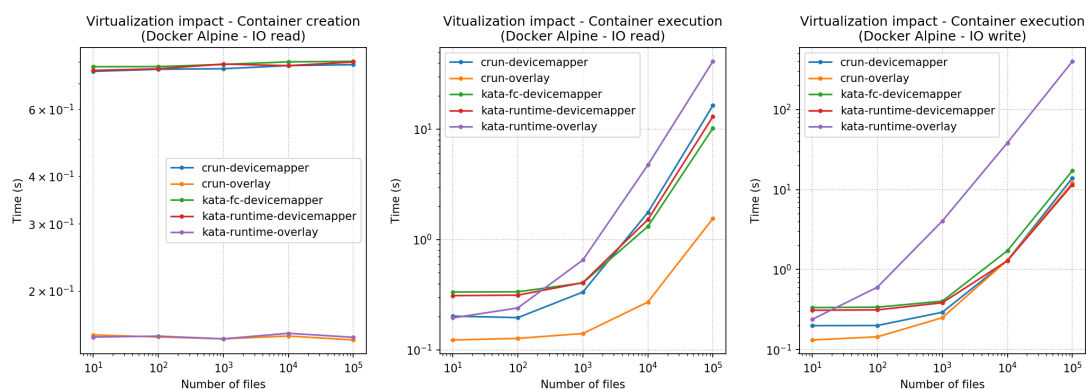 Virtualization impact - Container creation
(Docker Alpine - IO read)
Time (s)
6 × 10⁻¹
4 × 10⁻¹
3 × 10⁻¹
2 × 10⁻¹
crun-devicemapper
crun-overlay
kata-fc-devicemapper
kata-runtime-devicemapper
kata-runtime-overlay
10¹
10²
10³
10⁴
10⁵
Number of files
Vitualization impact - Container execution
(Docker Alpine - IO read)
Time (s)
10¹
10⁰
10⁻¹
crun-devicemapper
crun-overlay
kata-fc-devicemapper
kata-runtime-devicemapper
kata-runtime-overlay
10¹
10²
10³
10⁴
10⁵
Number of files
Virtualization impact - Container execution
(Docker Alpine - IO write)
Time (s)
10²
10¹
10⁰
10⁻¹
crun-devicemapper
crun-overlay
kata-fc-devicemapper
kata-runtime-devicemapper
kata-runtime-overlay
10¹
10²
10³
10⁴
10⁵
Number of files